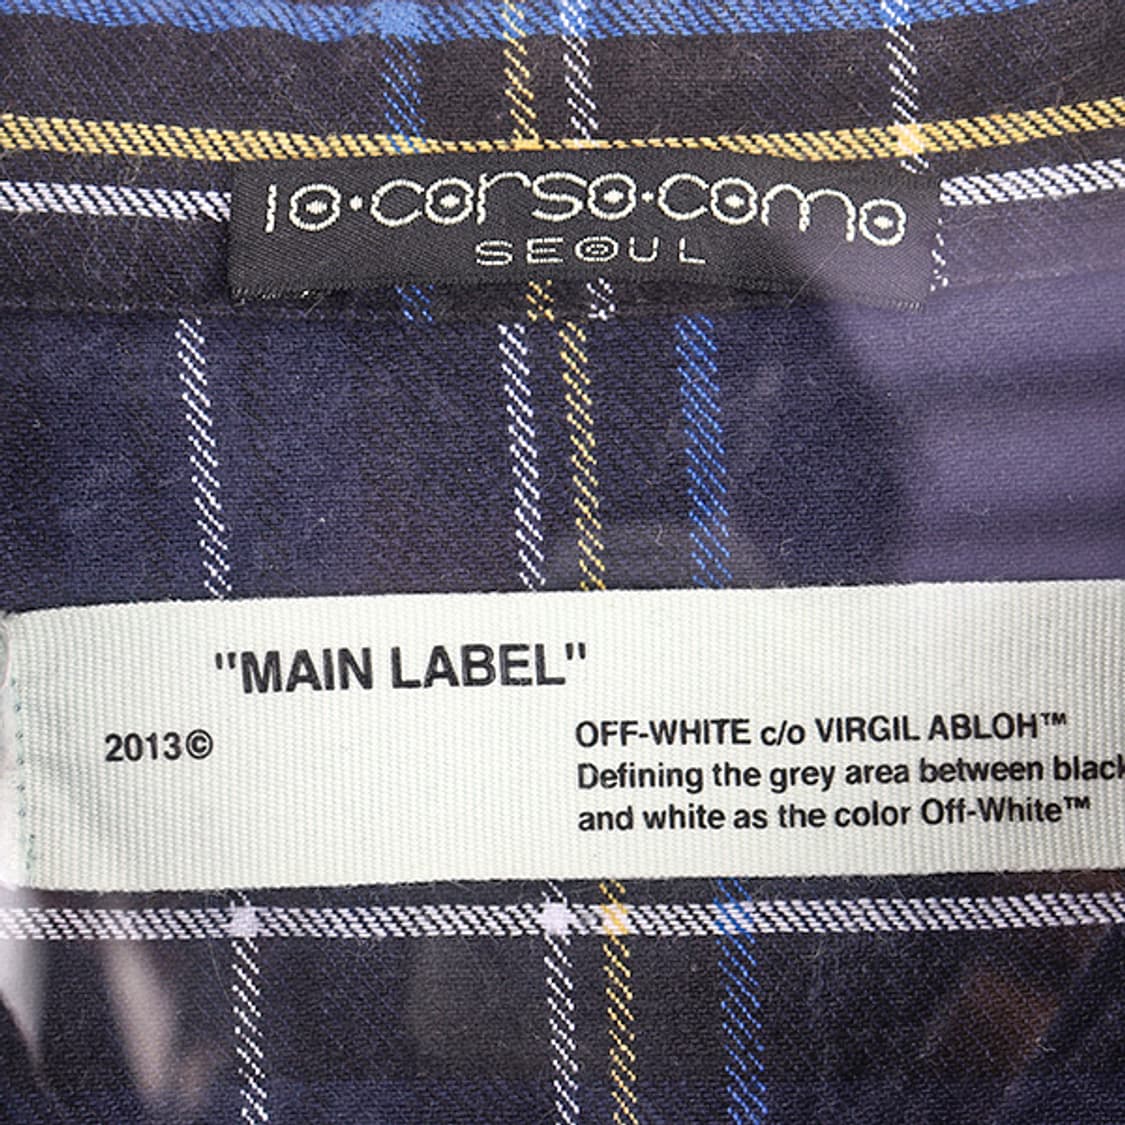 10·corso·como
SEOUL
"MAIN LABEL"
2013©
OFF-WHITE c/o VIRGIL ABLOH™
Defining the grey area between black
and white as the color Off-White™